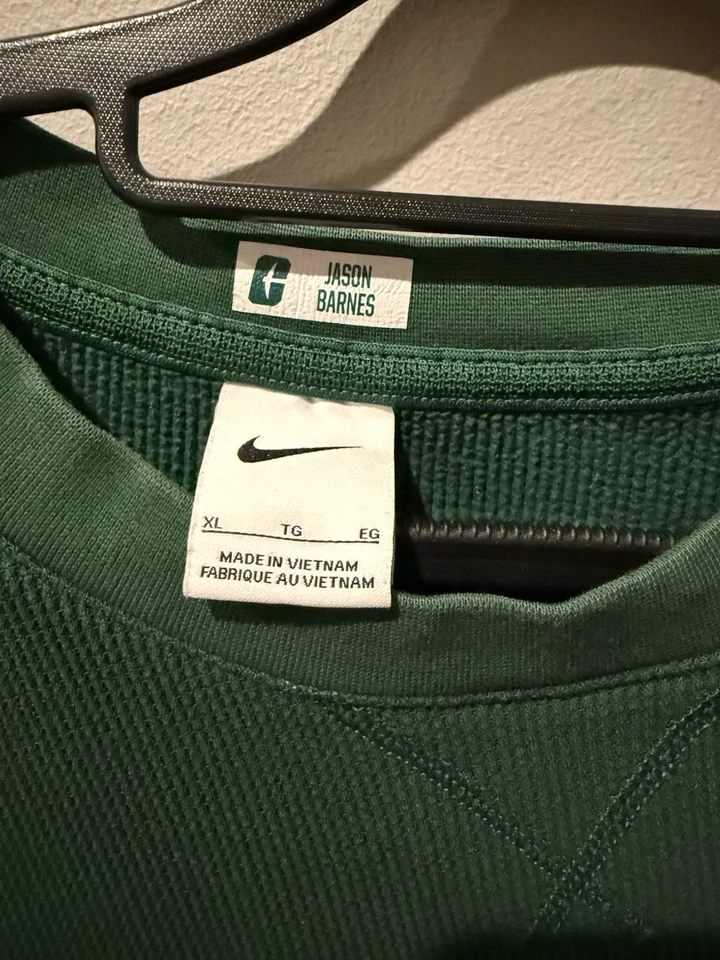 JASON
BARNES
XL TG EG
MADE IN VIETNAM
FABRIQUE AU VIETNAM